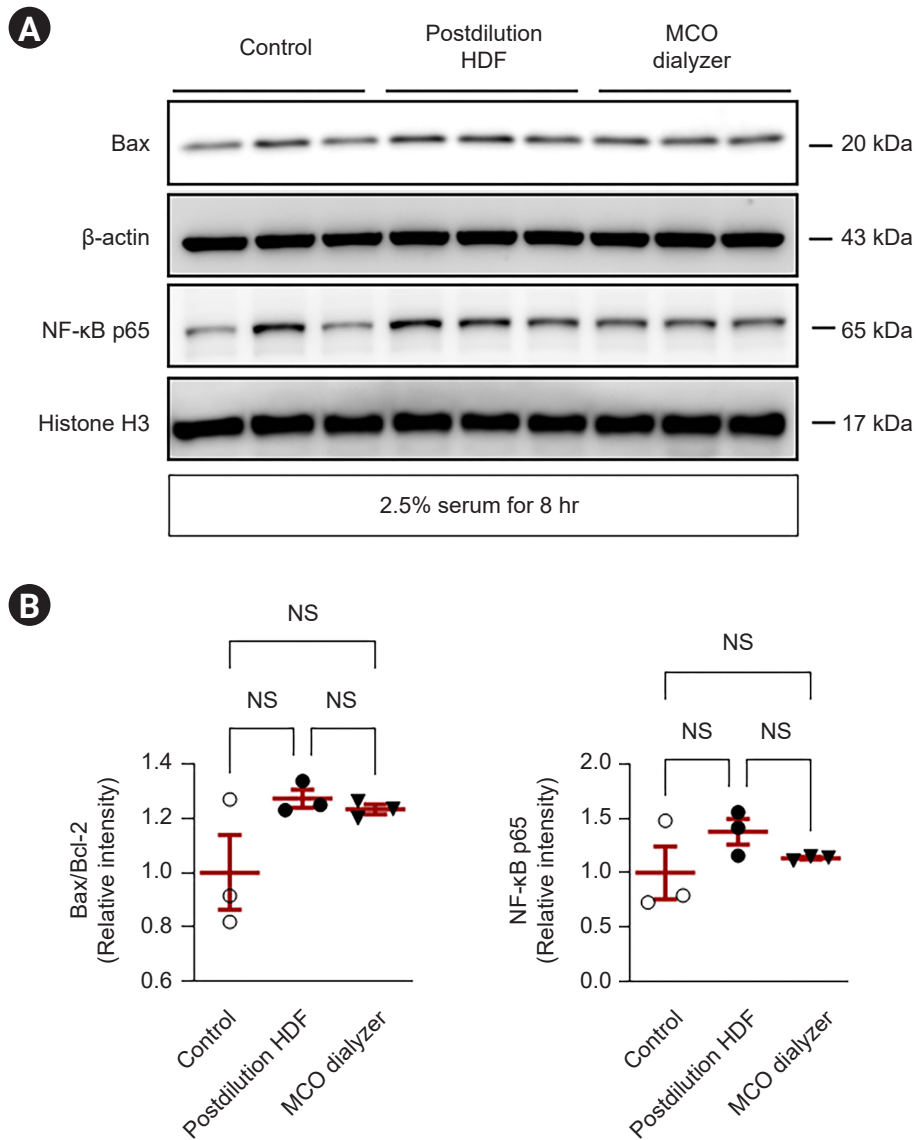 A
Control
Postdilution
HDF
MCO
dialyzer
Bax
20 kDa
β-actin
43 kDa
NF-κB p65
65 kDa
Histone H3
17 kDa
2.5% serum for 8 hr
B
NS
NS
NS
1.4
1.2
1.0
0.8
0.6
Bax/Bcl-2
(Relative intensity)
Control
Postdilution HDF
MCO dialyzer
NS
NS
NS
2.0
1.5
1.0
0.5
0.0
NF-κB p65
(Relative intensity)
Control
Postdilution HDF
MCO dialyzer